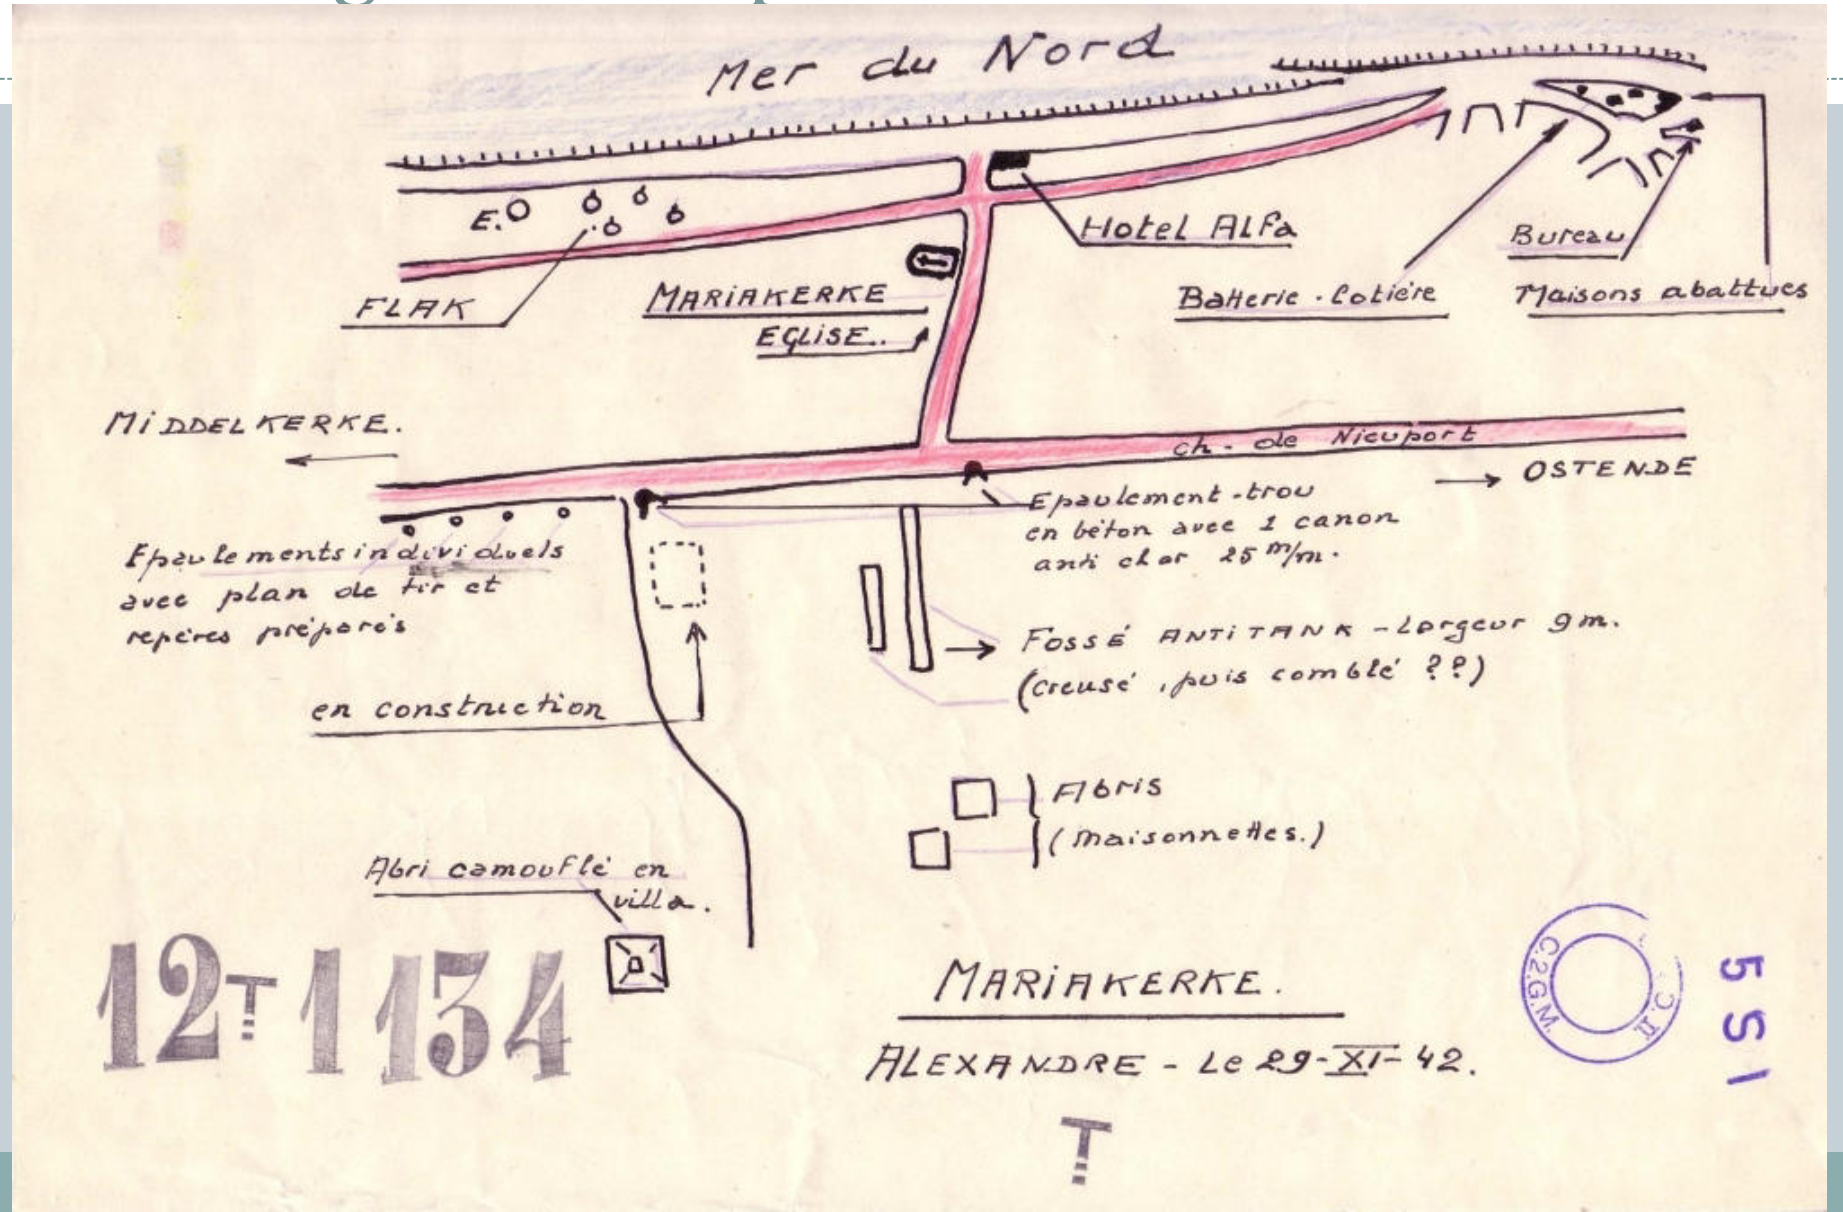 Mer du Nord
E.
Hotel Alfa
Bureau
FLAK
MARIAKERKE
EGLISE..
Batterie - Cotière
Maisons abattues
MIDDELKERKE.
ch. de Nieuport
OSTENDE
Epaulement-trou
en béton avec 1 canon
anti char 25 m/m.
Epaulements individuels
avec plan de tir et
repères préparés
FOSSÉ ANTITANK - Largeur 9 m.
(creusé, puis comblé ??)
en construction
Abris
(maisonnettes.)
Abri camouflé en
villa.
12T1 1134
MARIAKERKE.
ALEXANDRE - Le 29-XI-42.
T
C.2.G.M.
5 S I